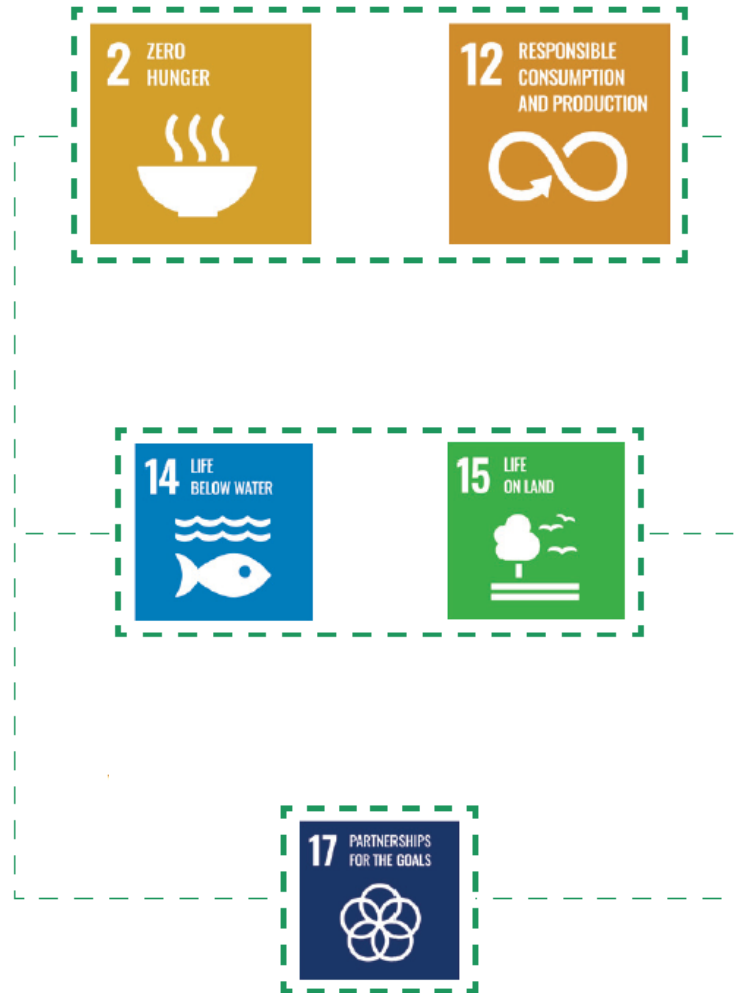 2 ZERO
HUNGER
12 RESPONSIBLE
CONSUMPTION
AND PRODUCTION
14 LIFE
BELOW WATER
15 LIFE
ON LAND
17 PARTNERSHIPS
FOR THE GOALS